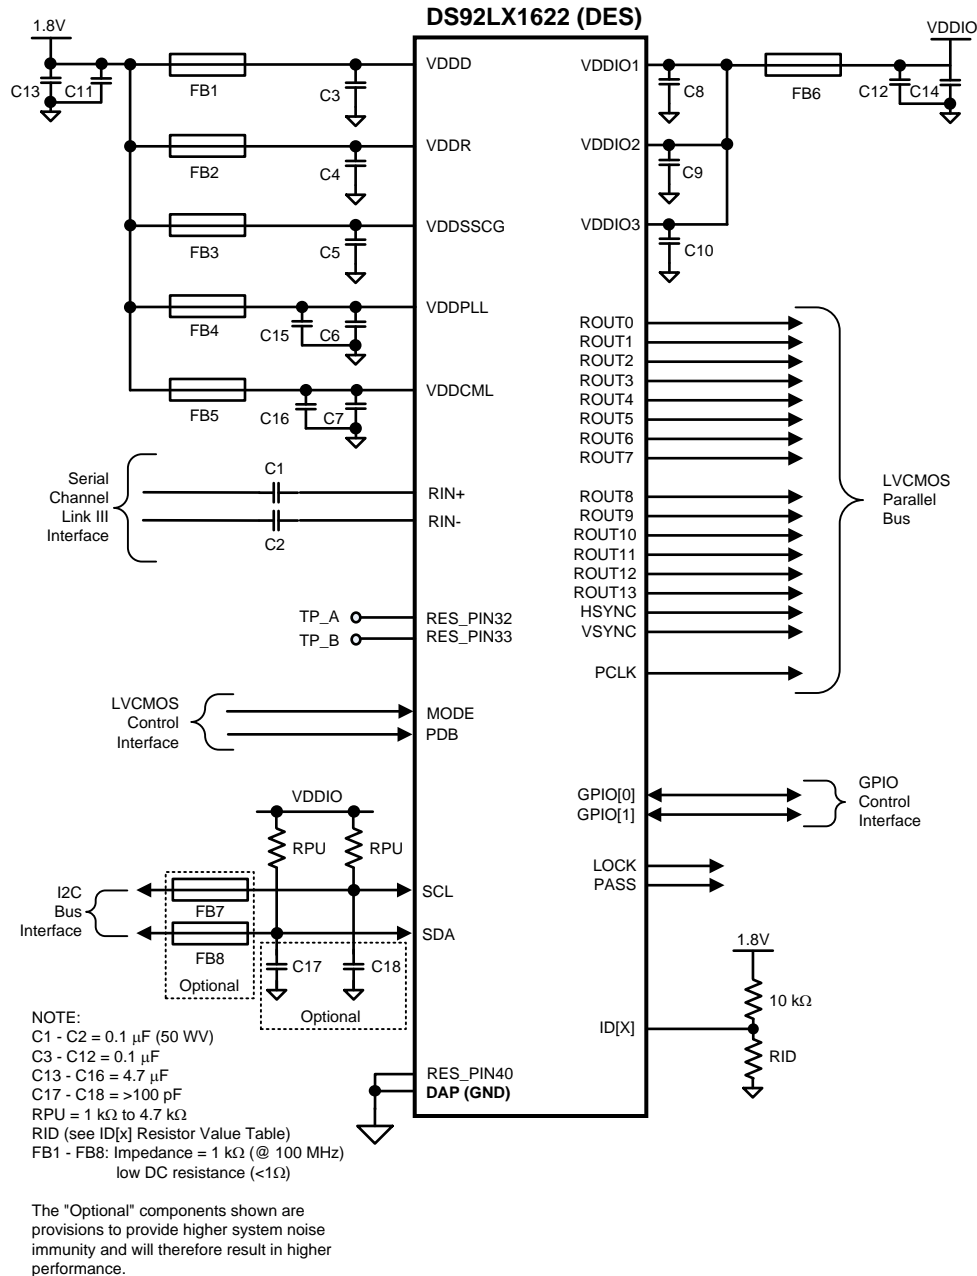 DS92LX1622 (DES)
1.8V
VDDIO
C13
C11
FB1
C3
VDDD
VDDIO1
C8
FB6
C12
C14
FB2
C4
VDDR
VDDIO2
C9
FB3
C5
VDDSSCG
VDDIO3
C10
FB4
C15
C6
VDDPLL
FB5
C16
C7
VDDCML
ROUT0
ROUT1
ROUT2
ROUT3
ROUT4
ROUT5
ROUT6
ROUT7
ROUT8
ROUT9
ROUT10
ROUT11
ROUT12
ROUT13
HSYNC
VSYNC
PCLK
LVCMOS
Parallel
Bus
Serial
Channel
Link III
Interface
C1
C2
RIN+
RIN-
TP_A
TP_B
RES_PIN32
RES_PIN33
LVCMOS
Control
Interface
MODE
PDB
VDDIO
RPU
RPU
I2C
Bus
Interface
FB7
FB8
Optional
SCL
SDA
C17
C18
Optional
GPIO[0]
GPIO[1]
GPIO
Control
Interface
LOCK
PASS
1.8V
10 kΩ
ID[X]
RID
RES_PIN40
DAP (GND)
NOTE:
C1 - C2 = 0.1 μF (50 WV)
C3 - C12 = 0.1 μF
C13 - C16 = 4.7 μF
C17 - C18 = >100 pF
RPU = 1 kΩ to 4.7 kΩ
RID (see ID[x] Resistor Value Table)
FB1 - FB8: Impedance = 1 kΩ (@ 100 MHz)
low DC resistance (<1Ω)
The "Optional" components shown are
provisions to provide higher system noise
immunity and will therefore result in higher
performance.